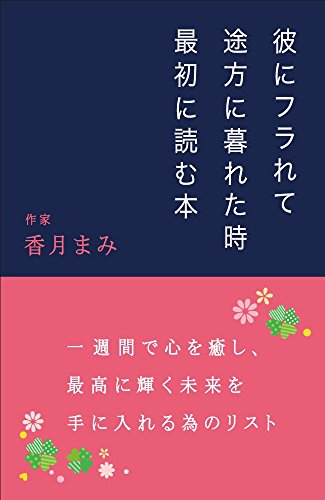 彼にフラれて
途方に暮れた時
最初に読む本
作家
香月まみ
一週間で心を癒し、
最高に輝く未来を
手に入れる為のリスト